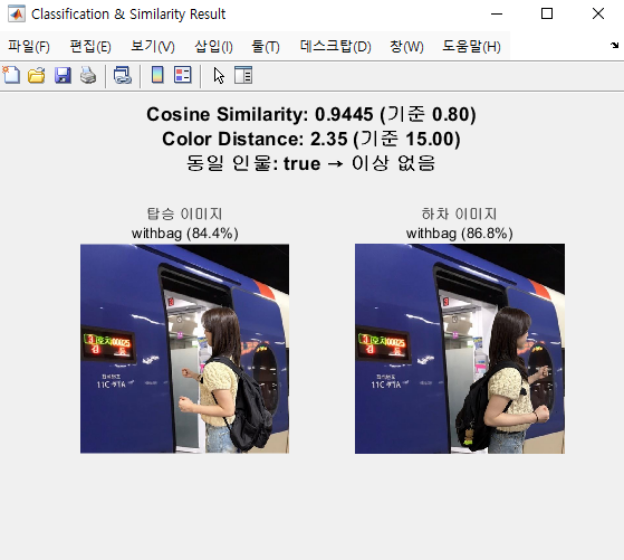 Classification & Similarity Result
파일(F) 편집(E) 보기(V) 삽입(I) 툴(T) 데스크탑(D) 창(W) 도움말(H)
Cosine Similarity: 0.9445 (기준 0.80)
Color Distance: 2.35 (기준 15.00)
동일 인물: true → 이상 없음
탑승 이미지
withbag (84.4%)
하차 이미지
withbag (86.8%)